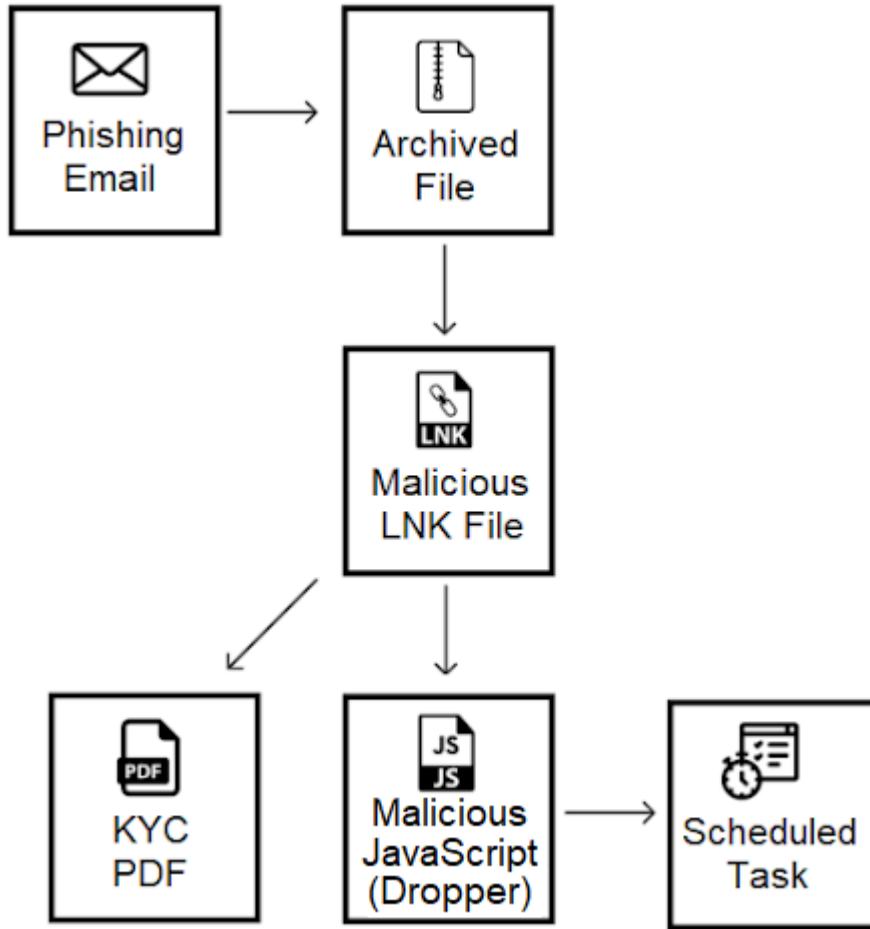 Phishing
Email
Archived
File
LNK
Malicious
LNK File
PDF
KYC
PDF
JS
JS
Malicious
JavaScript
(Dropper)
Scheduled
Task